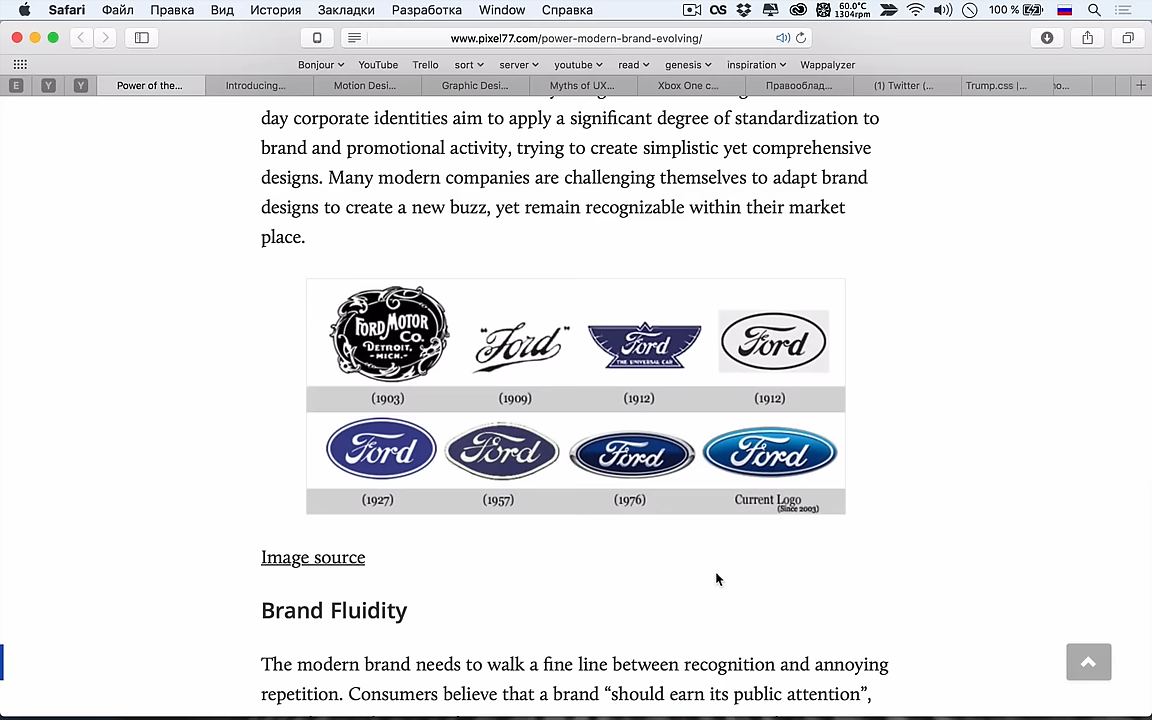 Safari Файл Правка Вид История Закладки Разработка Window Справка 60.0°C 1304rpm 100 %
www.pixel77.com/power-modern-brand-evolving/
Bonjour YouTube Trello sort server youtube read genesis inspiration Wappalyzer
E Y Y Power of the... Introducing... Motion Desi... Graphic Desi... Myths of UX... Xbox One c... Правооблад... (1) Twitter (... Trump.css |...
day corporate identities aim to apply a significant degree of standardization to
brand and promotional activity, trying to create simplistic yet comprehensive
designs. Many modern companies are challenging themselves to adapt brand
designs to create a new buzz, yet remain recognizable within their market
place.
FORD MOTOR
Co.
DETROIT,
-MICH.-
"Ford"
Ford
THE UNIVERSAL CAR
Ford
(1903) (1909) (1912) (1912)
Ford Ford Ford Ford
(1927) (1957) (1976) Current Logo
(Since 2003)
Image source
Brand Fluidity
The modern brand needs to walk a fine line between recognition and annoying
repetition. Consumers believe that a brand “should earn its public attention”,